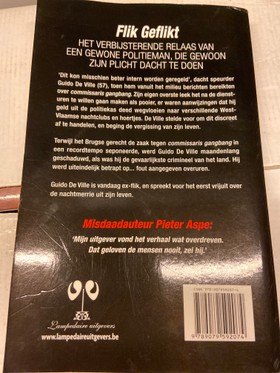 Flik Geflikt
HET VERBIJSTERENDE RELAAS VAN
EEN GEWONE POLITIEMAN, DIE GEWOON
ZIJN PLICHT DACHT TE DOEN
'Dit kon misschien beter intern worden geregeld', dacht speurder
Guido De Ville (57), toen hem vanuit het milieu berichten bereikten
over commissaris gangbang. Zijn eigen overste leek het na de dienst-
uren te willen gaan maken als pooier, er waren aanwijzingen dat hij
geld uit de politiekas deed wegvloeien naar verscheidende West-
Vlaamse nachtclubs en hoertjes. De Ville stelde voor om dit discreet
af te handelen, en beging de vergissing van zijn leven.
Terwijl het Brugse gerecht de zaak tegen commissaris gangbang in
een recordtempo seponeerde, werd Guido De Ville maandenlang
geschaduwd, als was hij de gevaarlijkste crimineel van het land. Hij
werd uiteindelijk betrapt op... fout aangegeven overuren.
Guido De Ville is vandaag ex-flik, en spreekt voor het eerst vrijuit over
de nachtmerrie uit zijn leven.
Misdaadauteur Pieter Aspe:
'Mijn uitgever vond het verhaal wat overdreven.
Dat geloven de mensen nooit, zei hij.'
Lampedaire uitgevers
www.lampedaireuitgevers.be
9 789079 592074